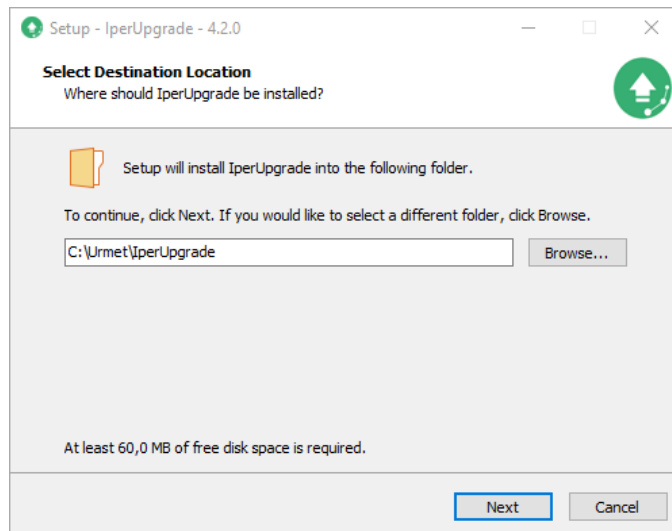 Setup - IperUpgrade - 4.2.0
Select Destination Location
Where should IperUpgrade be installed?
Setup will install IperUpgrade into the following folder.
To continue, click Next. If you would like to select a different folder, click Browse.
C:\Urmet\IperUpgrade
Browse...
At least 60,0 MB of free disk space is required.
Next
Cancel